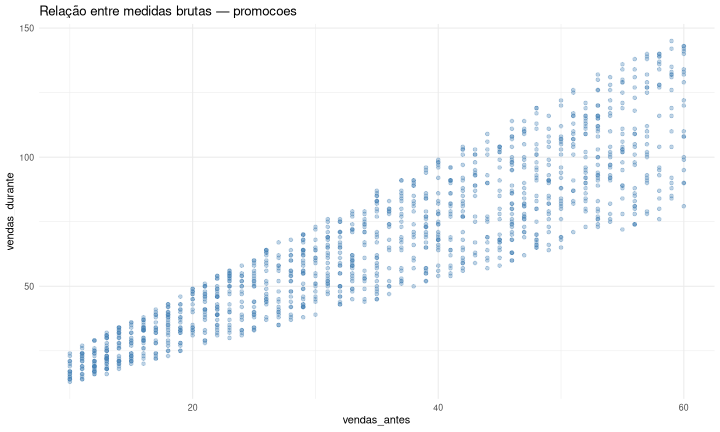 Relação entre medidas brutas — promocoes
150
100
50
vendas_durante
20
40
60
vendas_antes